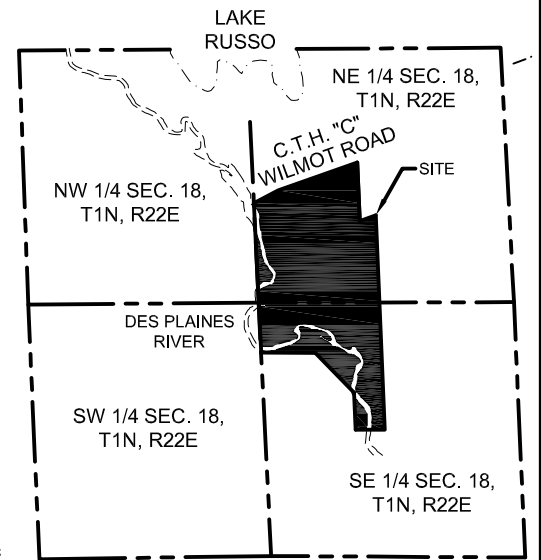 LAKE
RUSSO
NE 1/4 SEC. 18,
T1N, R22E
C.T.H. "C"
WILMOT ROAD
SITE
NW 1/4 SEC. 18,
T1N, R22E
DES PLAINES
RIVER
SW 1/4 SEC. 18,
T1N, R22E
SE 1/4 SEC. 18,
T1N, R22E